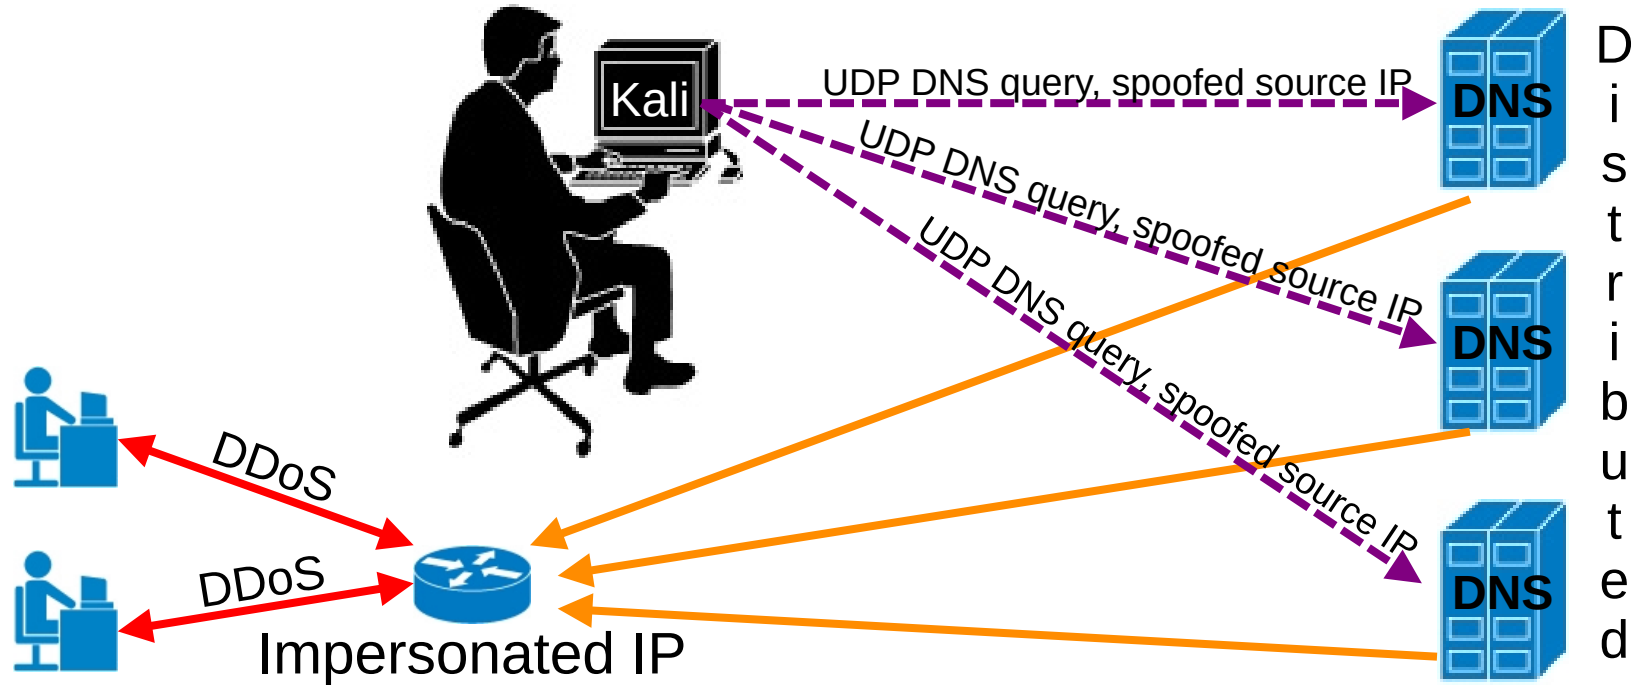 Kali
UDP DNS query, spoofed source IP
UDP DNS query, spoofed source IP
UDP DNS query, spoofed source IP
DNS
DNS
DNS
Distributed
DDoS
DDoS
Impersonated IP